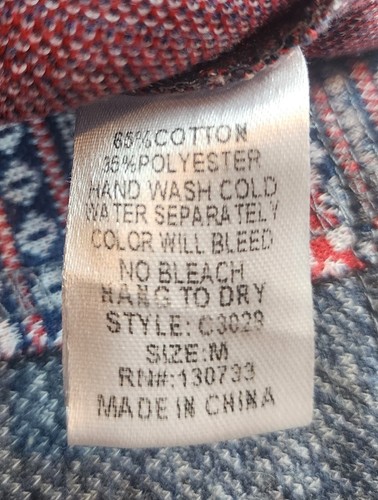 65%COTTON
35%POLYESTER
HAND WASH COLD
WATER SEPARATELY
COLOR WILL BLEED
NO BLEACH
HANG TO DRY
STYLE: C3029
SIZE:M
RN#:130733
MADE IN CHINA